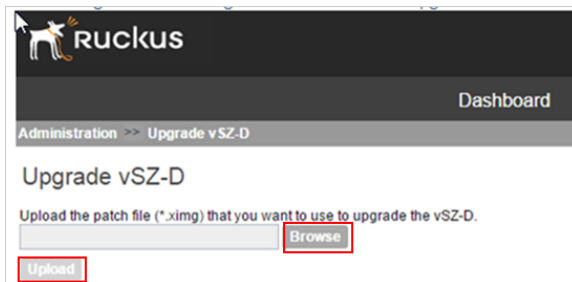 RUCKUS
Dashboard
Administration >> Upgrade vSZ-D
Upgrade vSZ-D
Upload the patch file (*.ximg) that you want to use to upgrade the vSZ-D.
Browse
Upload